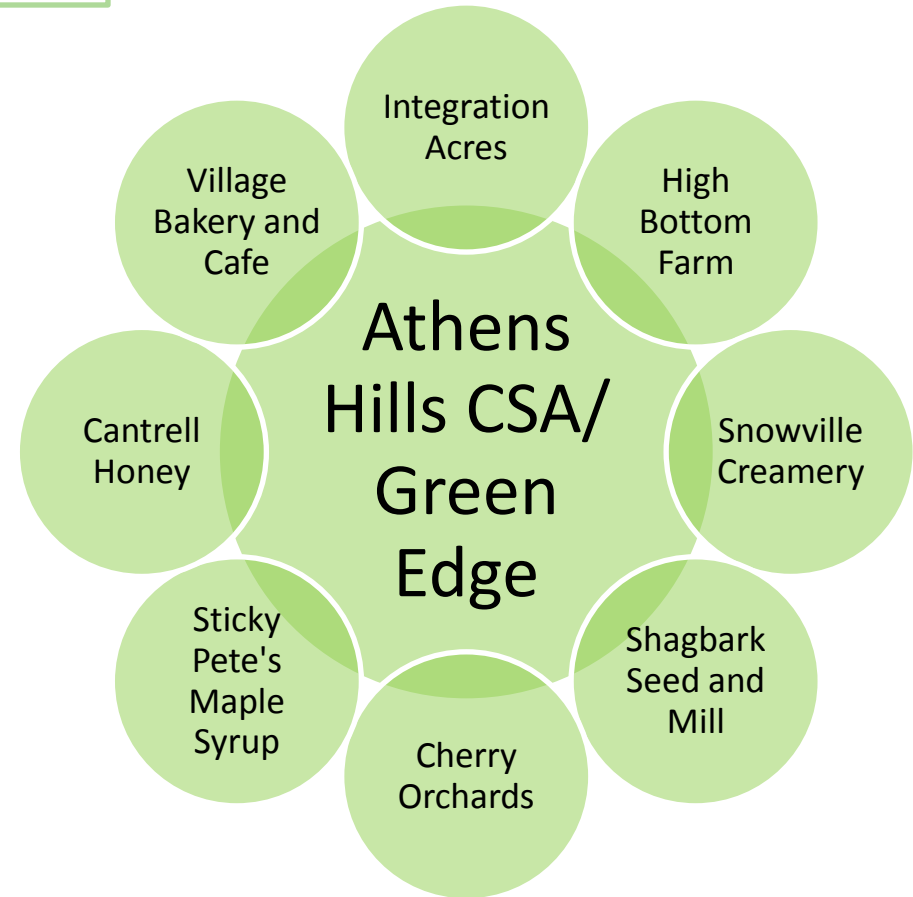 Integration
Acres
High
Bottom
Farm
Snowville
Creamery
Shagbark
Seed and
Mill
Cherry
Orchards
Sticky
Pete's
Maple
Syrup
Cantrell
Honey
Village
Bakery and
Cafe
Athens
Hills CSA/
Green
Edge